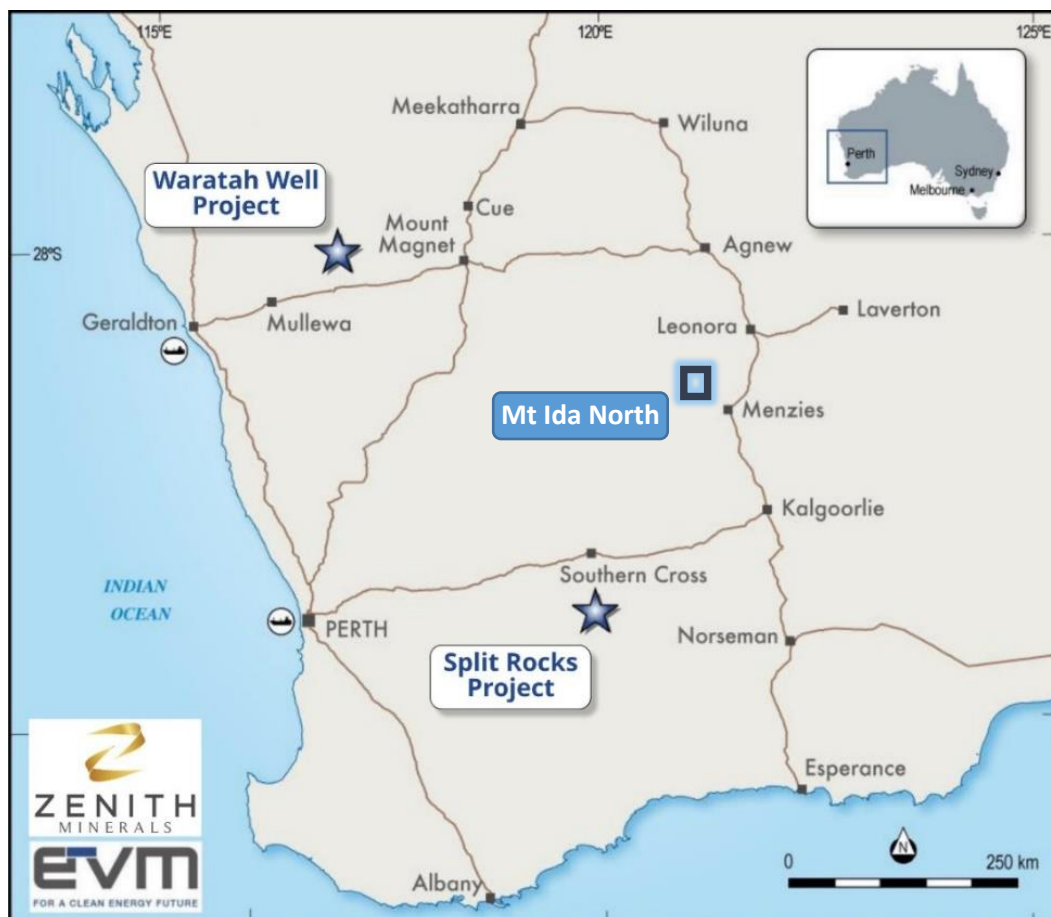 115°E
120°E
125°E
Meekatharra
Wiluna
Perth
Sydney
Melbourne
Waratah Well
Project
Cue
Mount
Magnet
28°S
Agnew
Mullewa
Geraldton
Laverton
Leonora
Mt Ida North
Menzies
Kalgoorlie
INDIAN
OCEAN
Southern Cross
PERTH
Norseman
Split Rocks
Project
Esperance
ZENITH
MINERALS
EVM
FOR A CLEAN ENERGY FUTURE
Albany
N
0 250 km